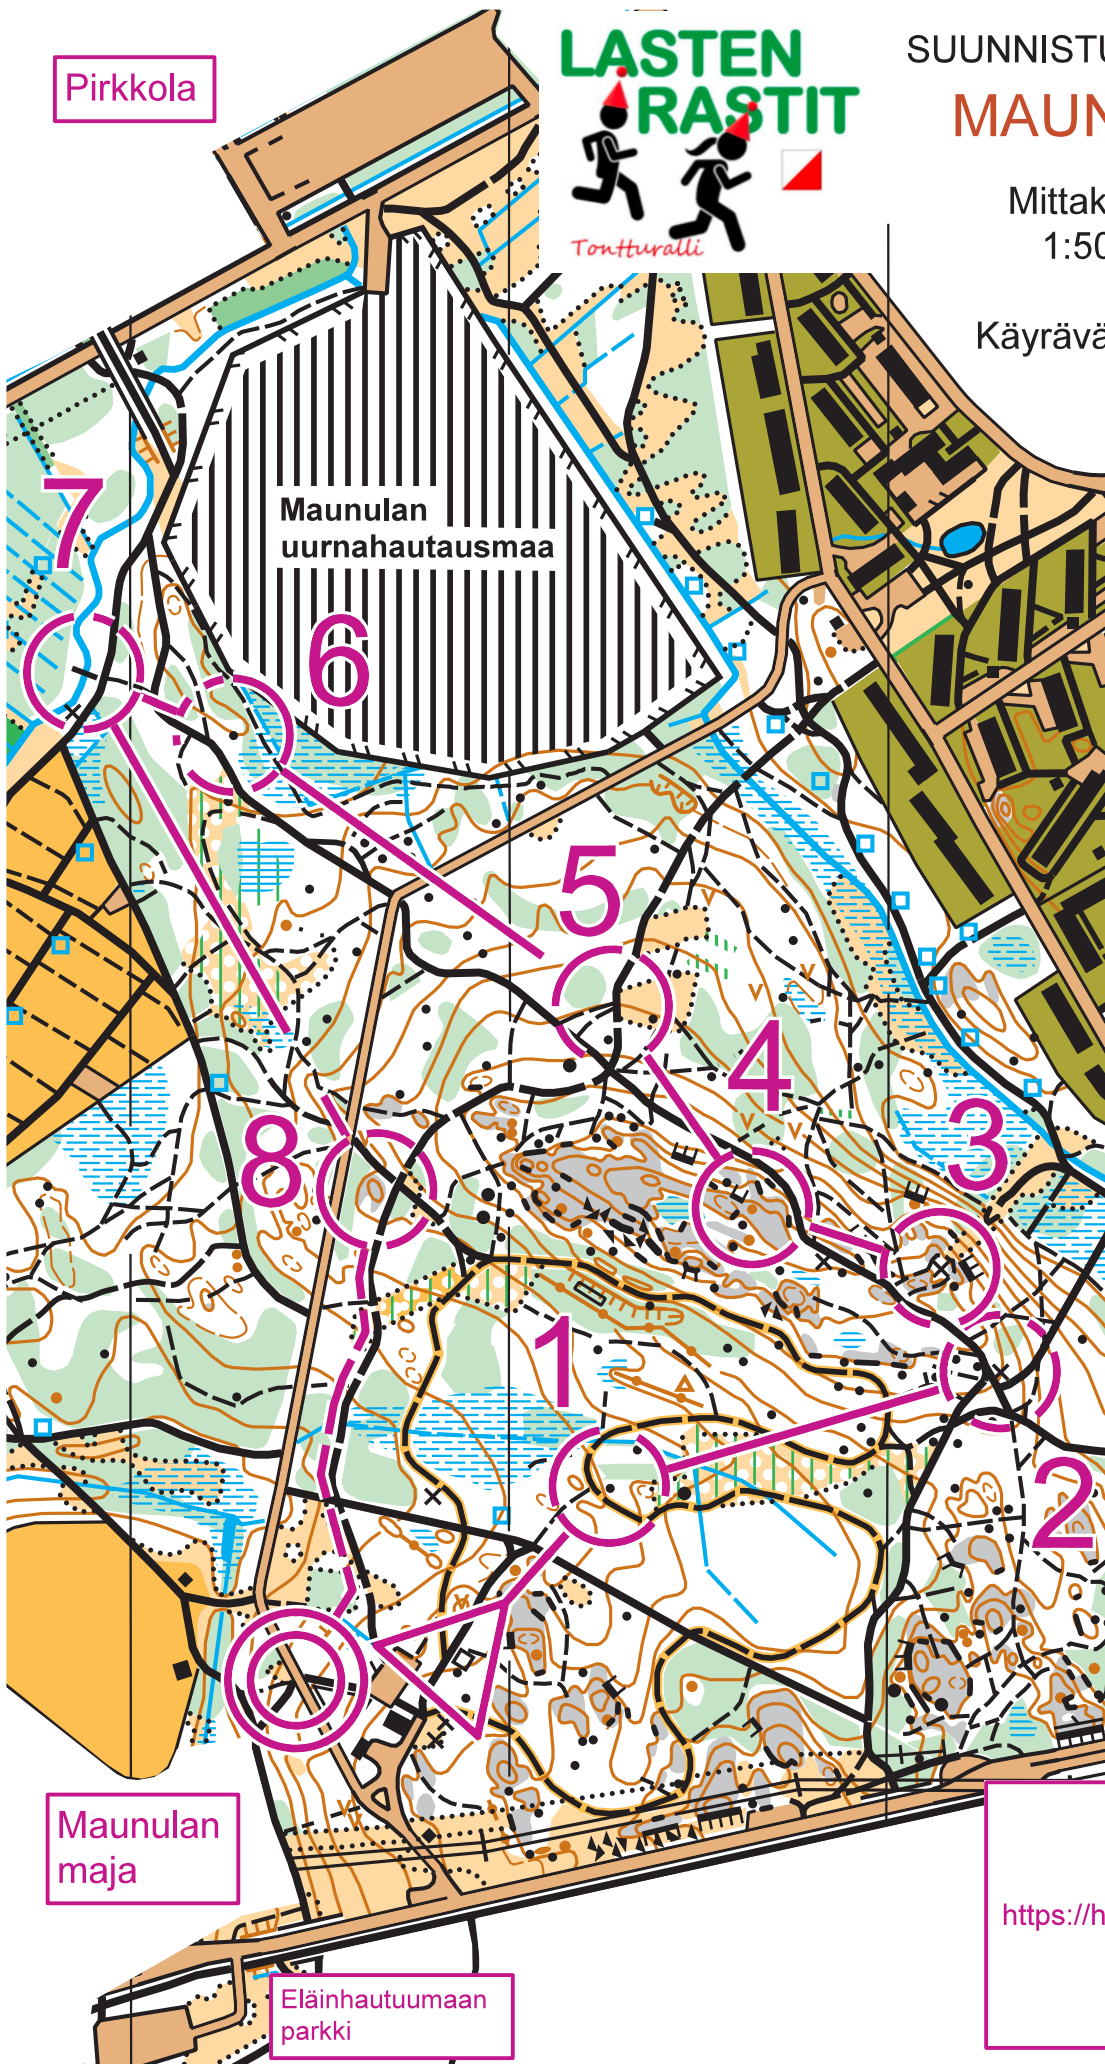 Pirkkola
LASTEN
RASTIT
Tontturalli
SUUNNISTU
MAUN
Mittak
1:50
Käyrävä
Maunulan
uurnahautausmaa
7
6
5
4
3
8
1
2
Maunulan
maja
https://h
Eläinhautuumaan
parkki